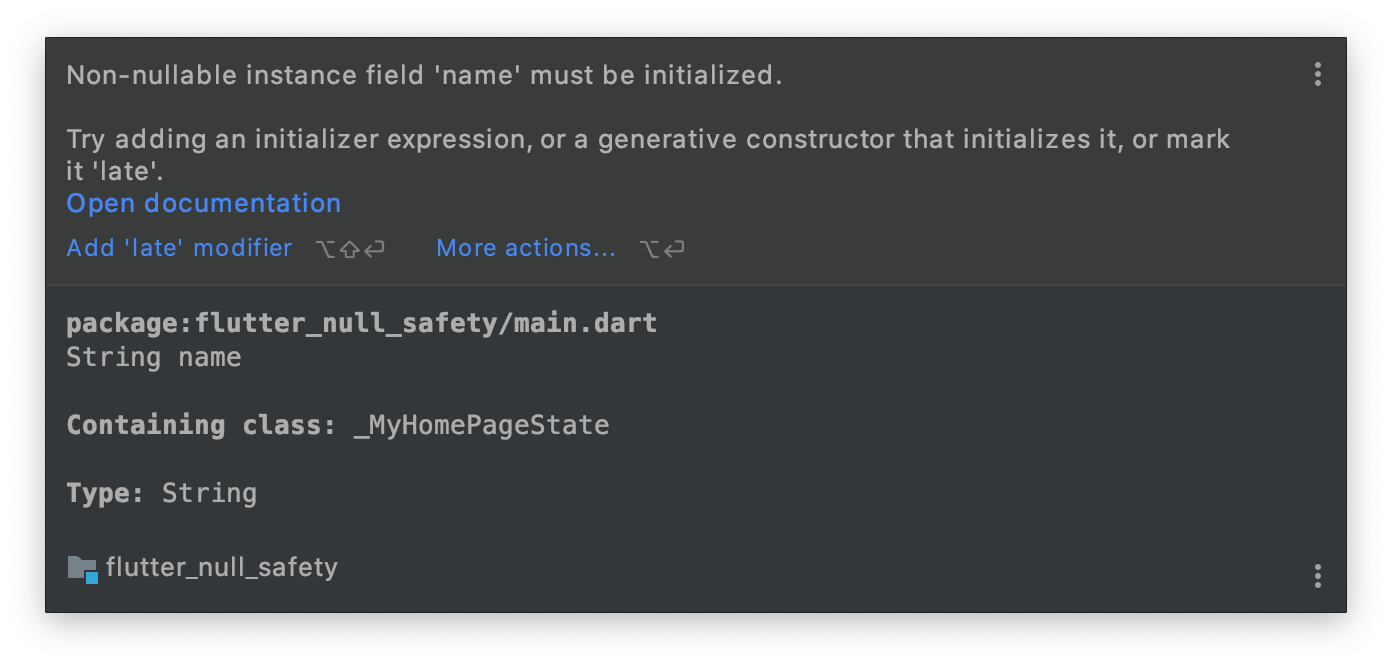 Non-nullable instance field 'name' must be initialized.
Try adding an initializer expression, or a generative constructor that initializes it, or mark
it 'late'.
Open documentation
Add 'late' modifier ⌥⇧⏎ More actions... ⌥⏎
package:flutter_null_safety/main.dart
String name
Containing class: _MyHomePageState
Type: String
flutter_null_safety